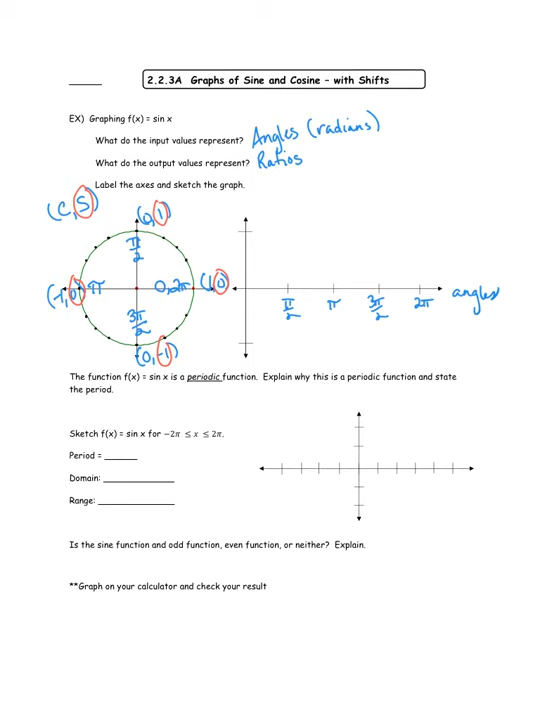 2.2.3A Graphs of Sine and Cosine – with Shifts
EX) Graphing f(x) = sin x
What do the input values represent? Angles (radians)
What do the output values represent? Ratios
Label the axes and sketch the graph.
(C, S)
(0, 1)
π/2
(-1, 0) π 0, 2π (1, 0)
3π/2
(0, -1)
π/2 π 3π/2 2π angles
The function f(x) = sin x is a periodic function. Explain why this is a periodic function and state
the period.
Sketch f(x) = sin x for −2π ≤ x ≤ 2π.
Period = ______
Domain: _____________
Range: ______________
Is the sine function and odd function, even function, or neither? Explain.
**Graph on your calculator and check your result